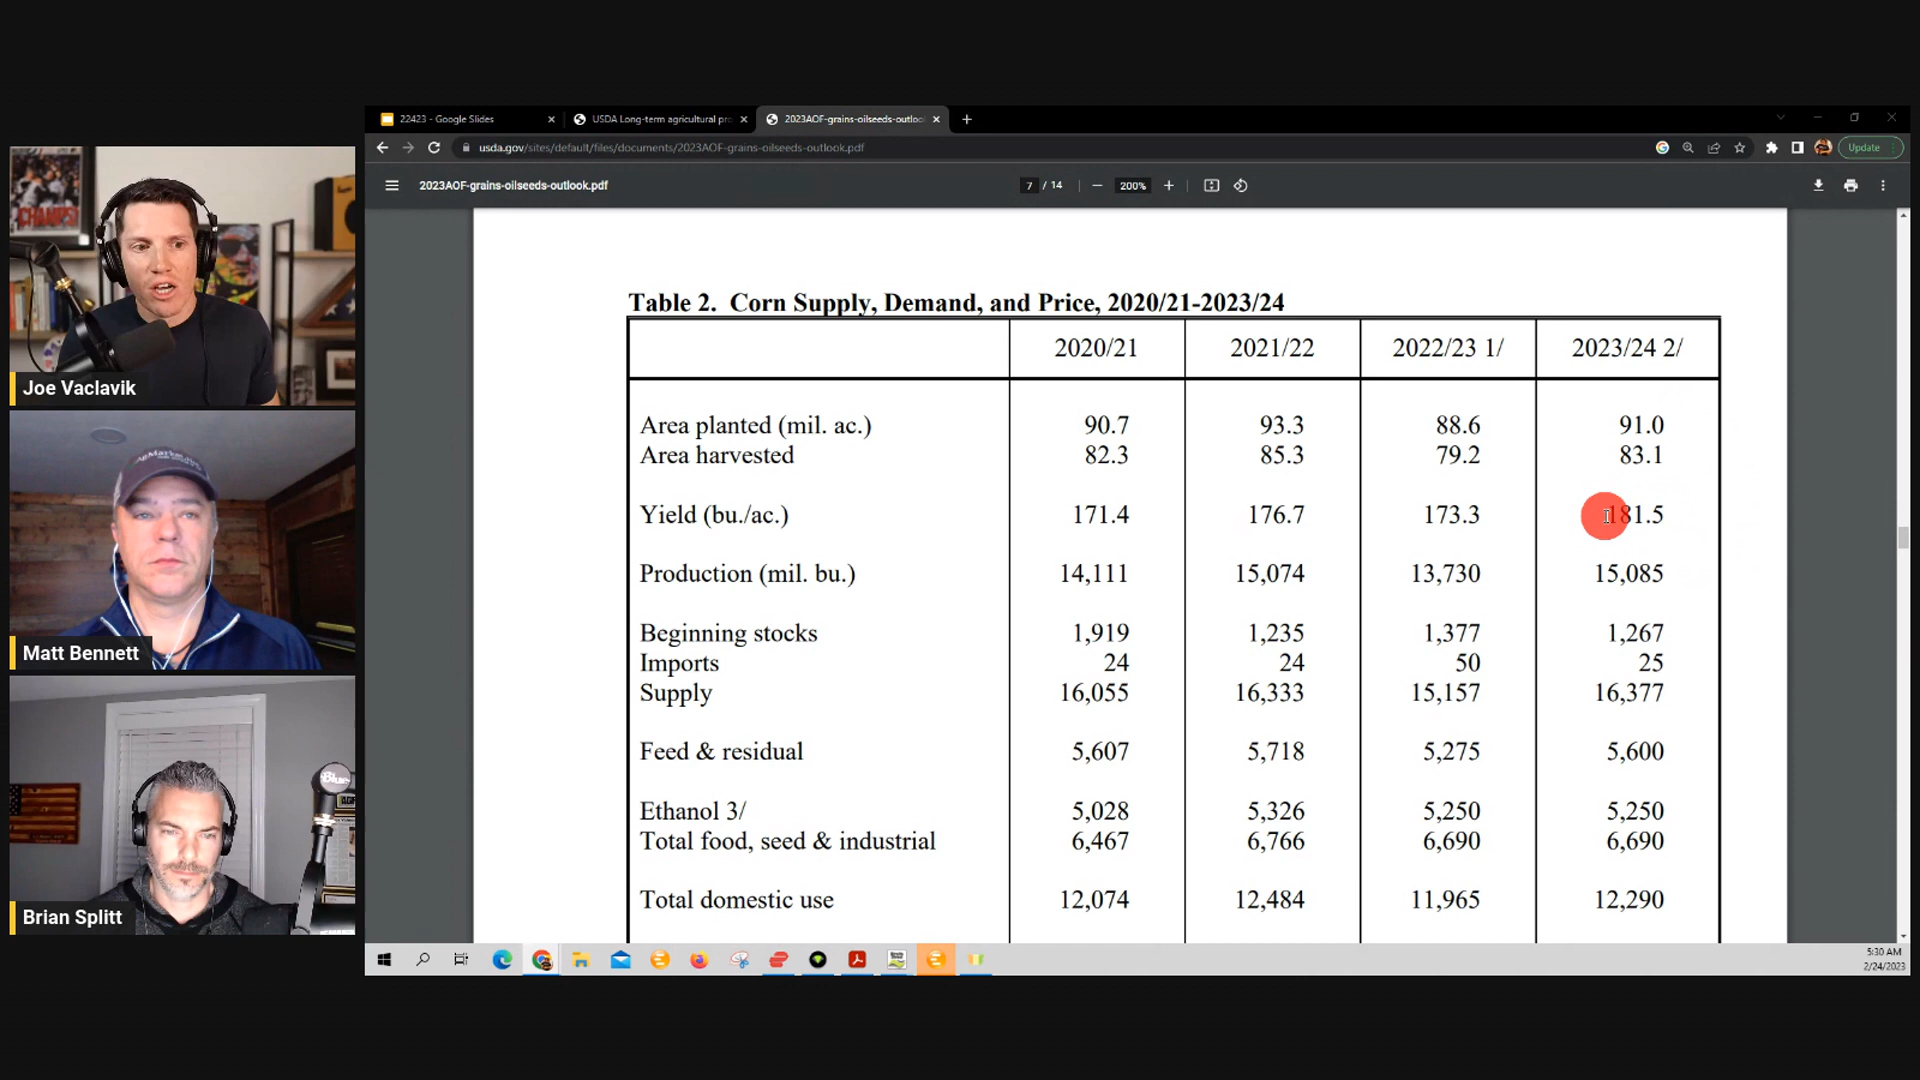 22423 - Google Slides
USDA Long-term agricultural pro
2023AOF-grains-oilseeds-outloo
usda.gov/sites/default/files/documents/2023AOF-grains-oilseeds-outlook.pdf
Update
2023AOF-grains-oilseeds-outlook.pdf
7 / 14
200%
Table 2. Corn Supply, Demand, and Price, 2020/21-2023/24
2020/21 2021/22 2022/23 1/ 2023/24 2/
Area planted (mil. ac.) 90.7 93.3 88.6 91.0
Area harvested 82.3 85.3 79.2 83.1
Yield (bu./ac.) 171.4 176.7 173.3 181.5
Production (mil. bu.) 14,111 15,074 13,730 15,085
Beginning stocks 1,919 1,235 1,377 1,267
Imports 24 24 50 25
Supply 16,055 16,333 15,157 16,377
Feed & residual 5,607 5,718 5,275 5,600
Ethanol 3/ 5,028 5,326 5,250 5,250
Total food, seed & industrial 6,467 6,766 6,690 6,690
Total domestic use 12,074 12,484 11,965 12,290
5:30 AM
2/24/2023
CHAMPS
Joe Vaclavik
AgMarket.Net
Matt Bennett
Blue
Brian Splitt